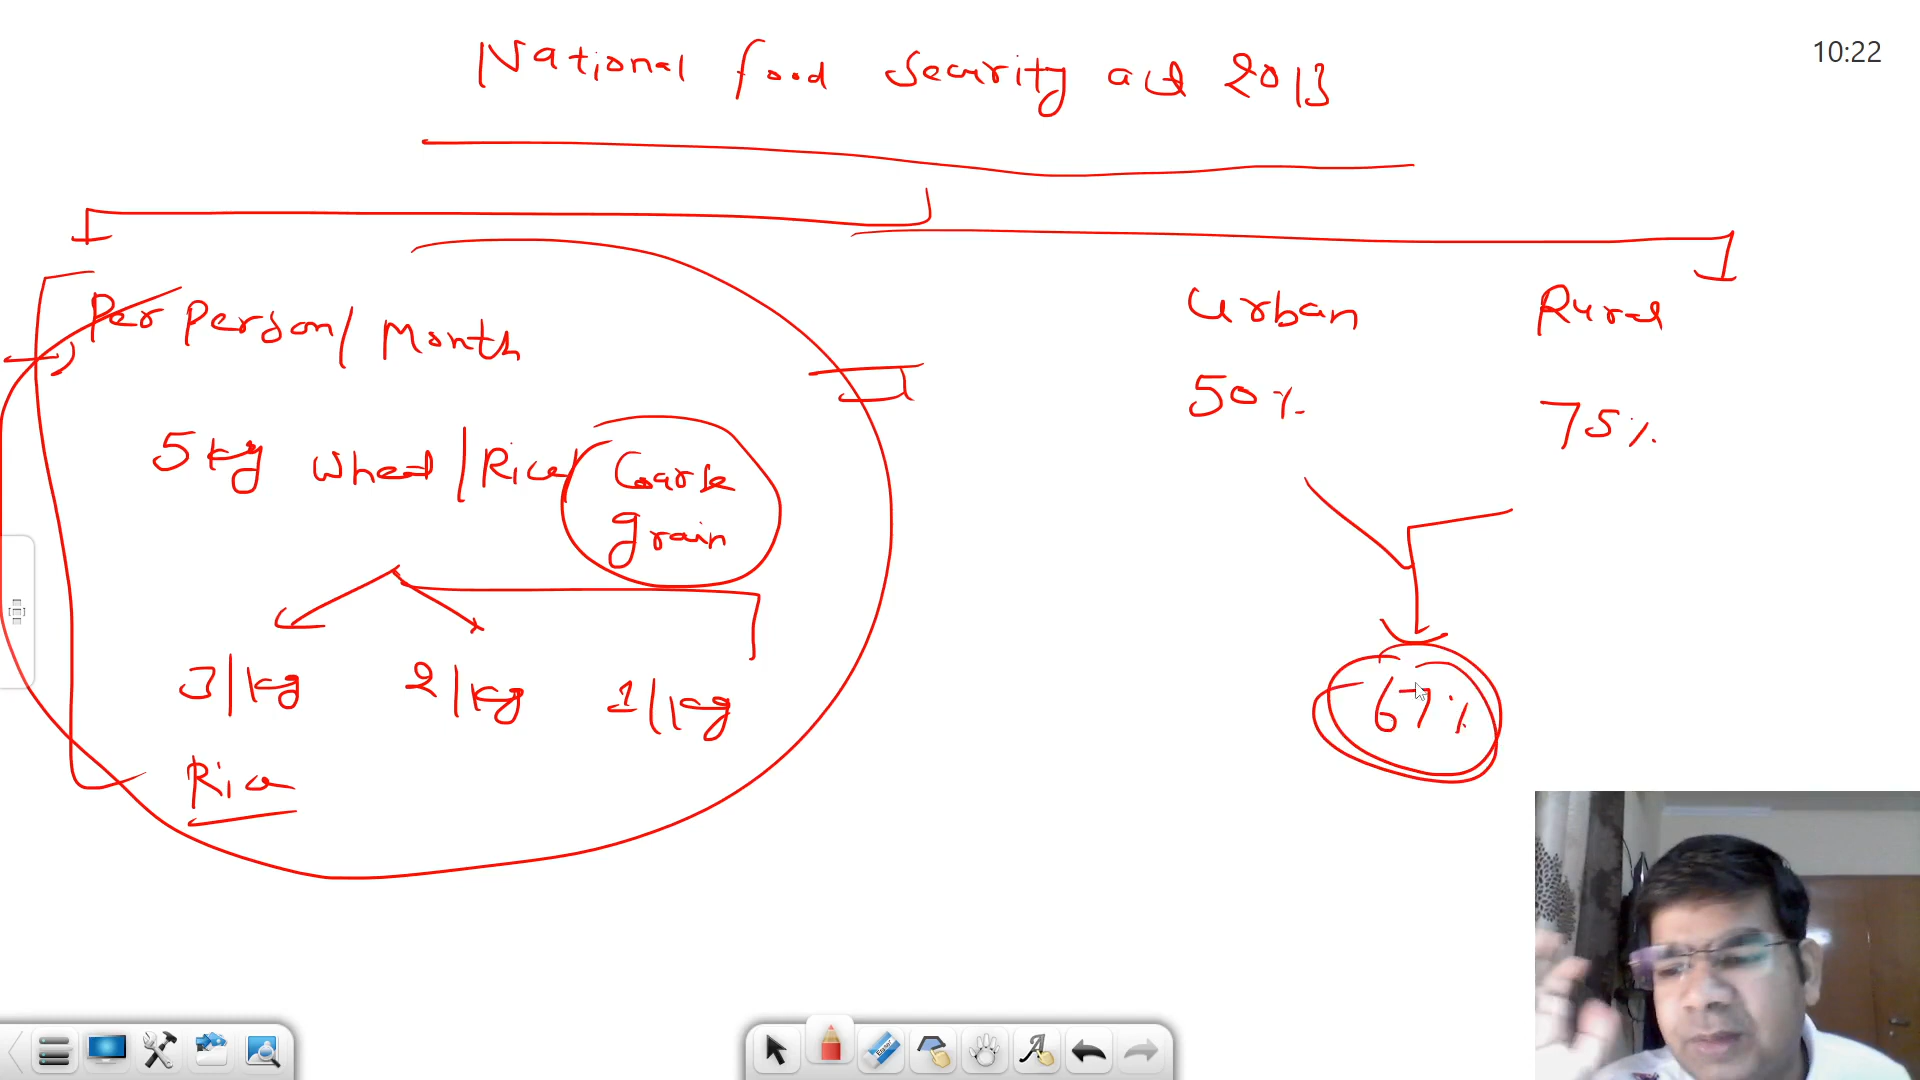 10:22
National food Security act 2013
Per Person/Month
5 kg Wheat/Rice/ Coarse
grain
3/kg 2/kg 1/kg
Rice
Urban Rural
50% 75%
67%